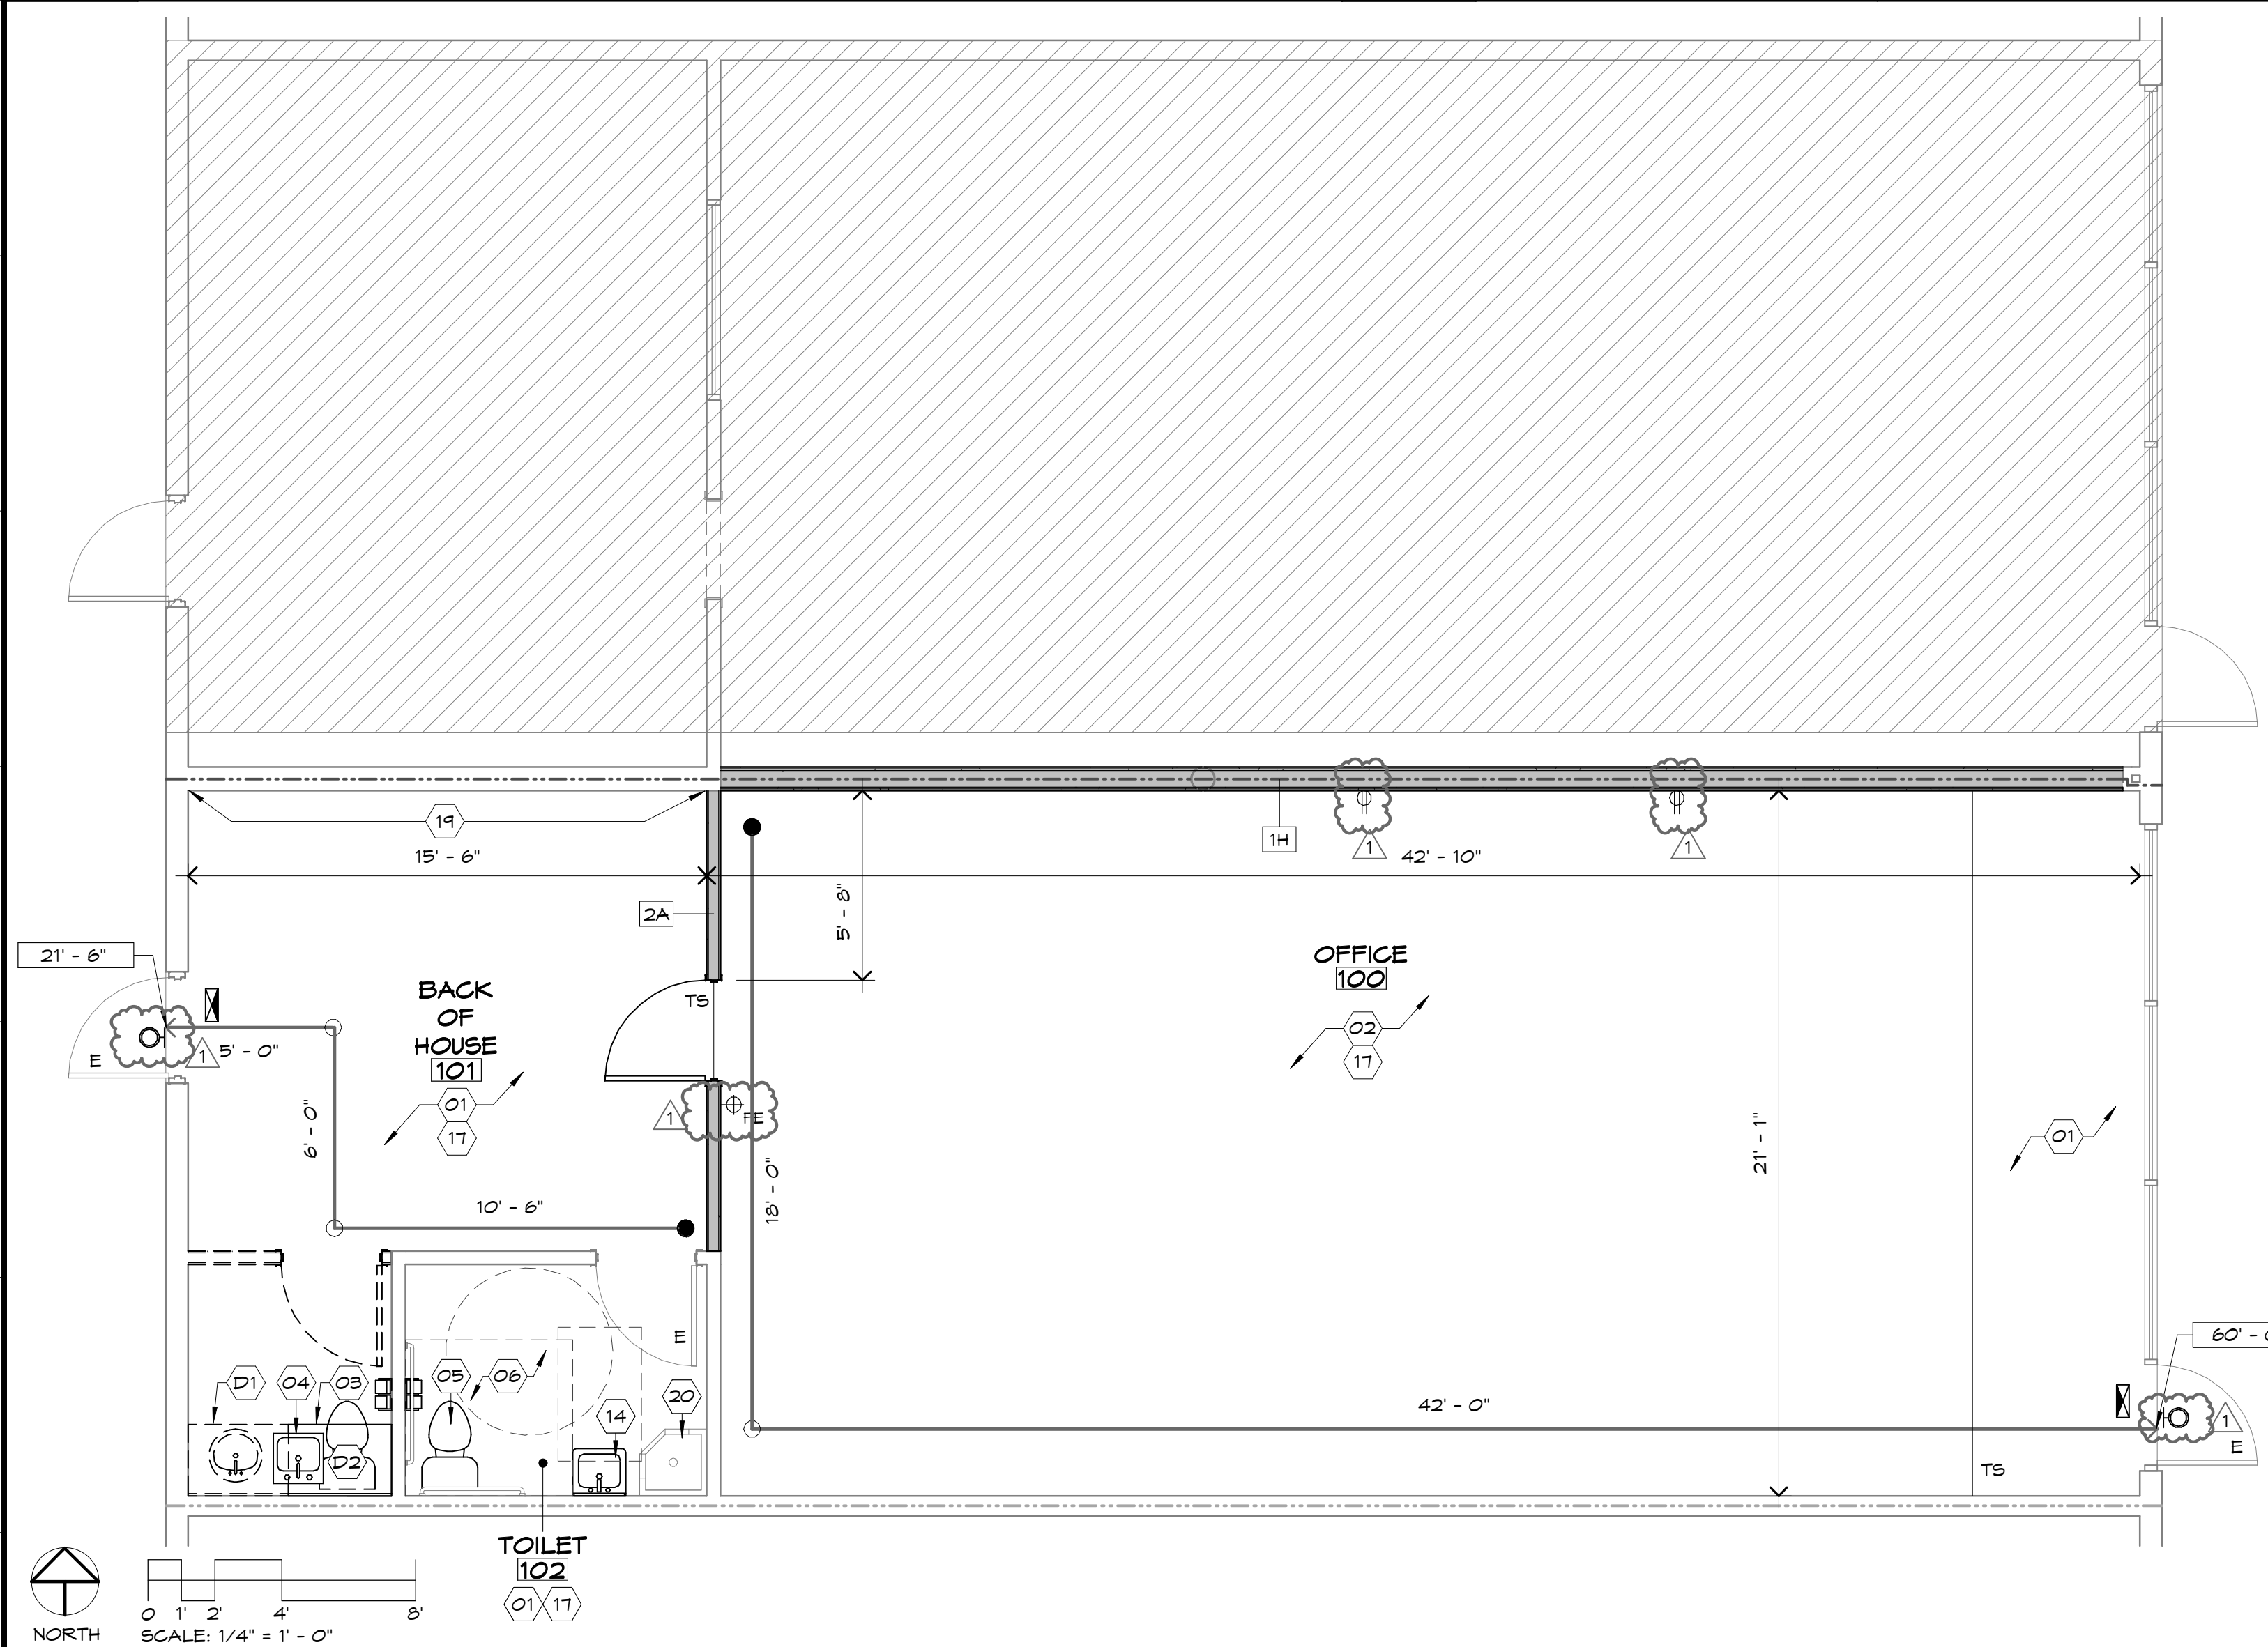 19
15' - 6"
1H
1
1
42' - 10"
5' - 8"
2A
21' - 6"
OFFICE
100
BACK
OF
HOUSE
101
TS
02
17
E
1
5' - 0"
01
17
1
FE
6' - 0"
18' - 0"
21' - 1"
01
10' - 6"
E
60' -
D1
04
03
05
06
20
14
42' - 0"
1
E
D2
TS
TOILET
102
01
17
0
1'
2'
4'
8'
NORTH
SCALE: 1/4" = 1' - 0"